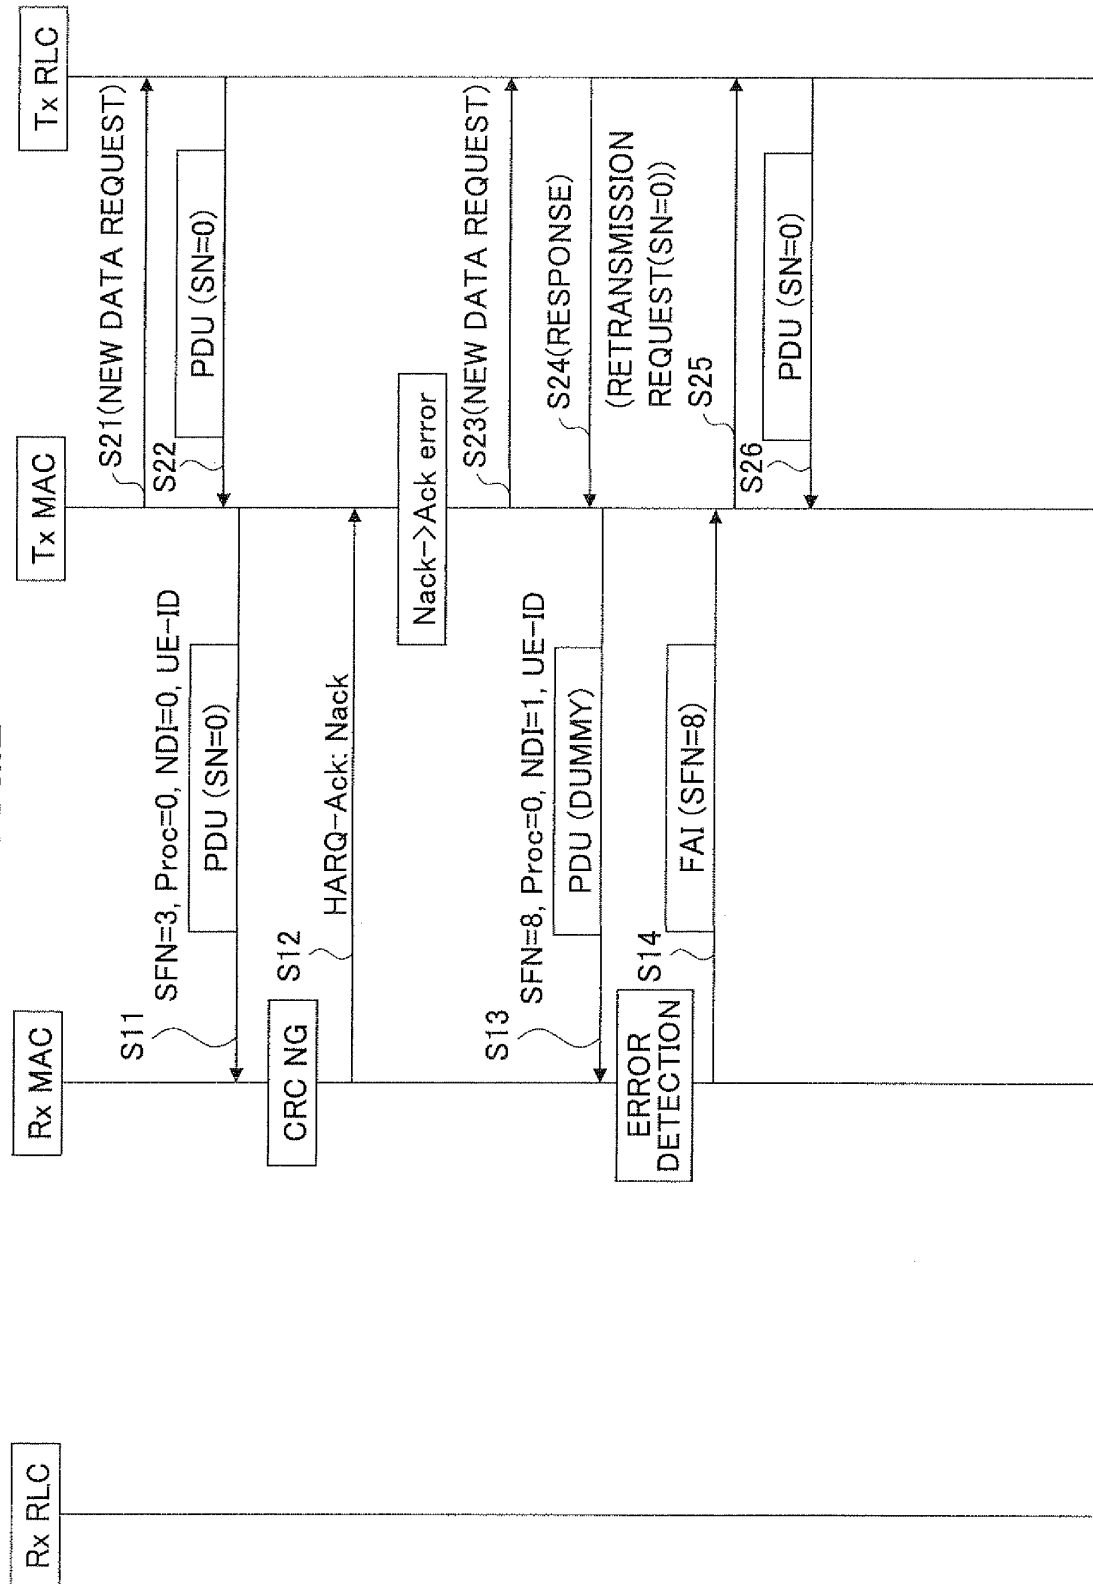 Rx RLC
Rx MAC
Tx MAC
Tx RLC
S21(NEW DATA REQUEST)
S22
PDU (SN=0)
S11
SFN=3, Proc=0, NDI=0, UE-ID
PDU (SN=0)
CRC NG
S12
HARQ-Ack: Nack
Nack->Ack error
S23(NEW DATA REQUEST)
S24(RESPONSE)
S13
SFN=8, Proc=0, NDI=1, UE-ID
PDU (DUMMY)
(RETRANSMISSION
REQUEST(SN=0))
ERROR
DETECTION
S14
FAI (SFN=8)
S25
S26
PDU (SN=0)